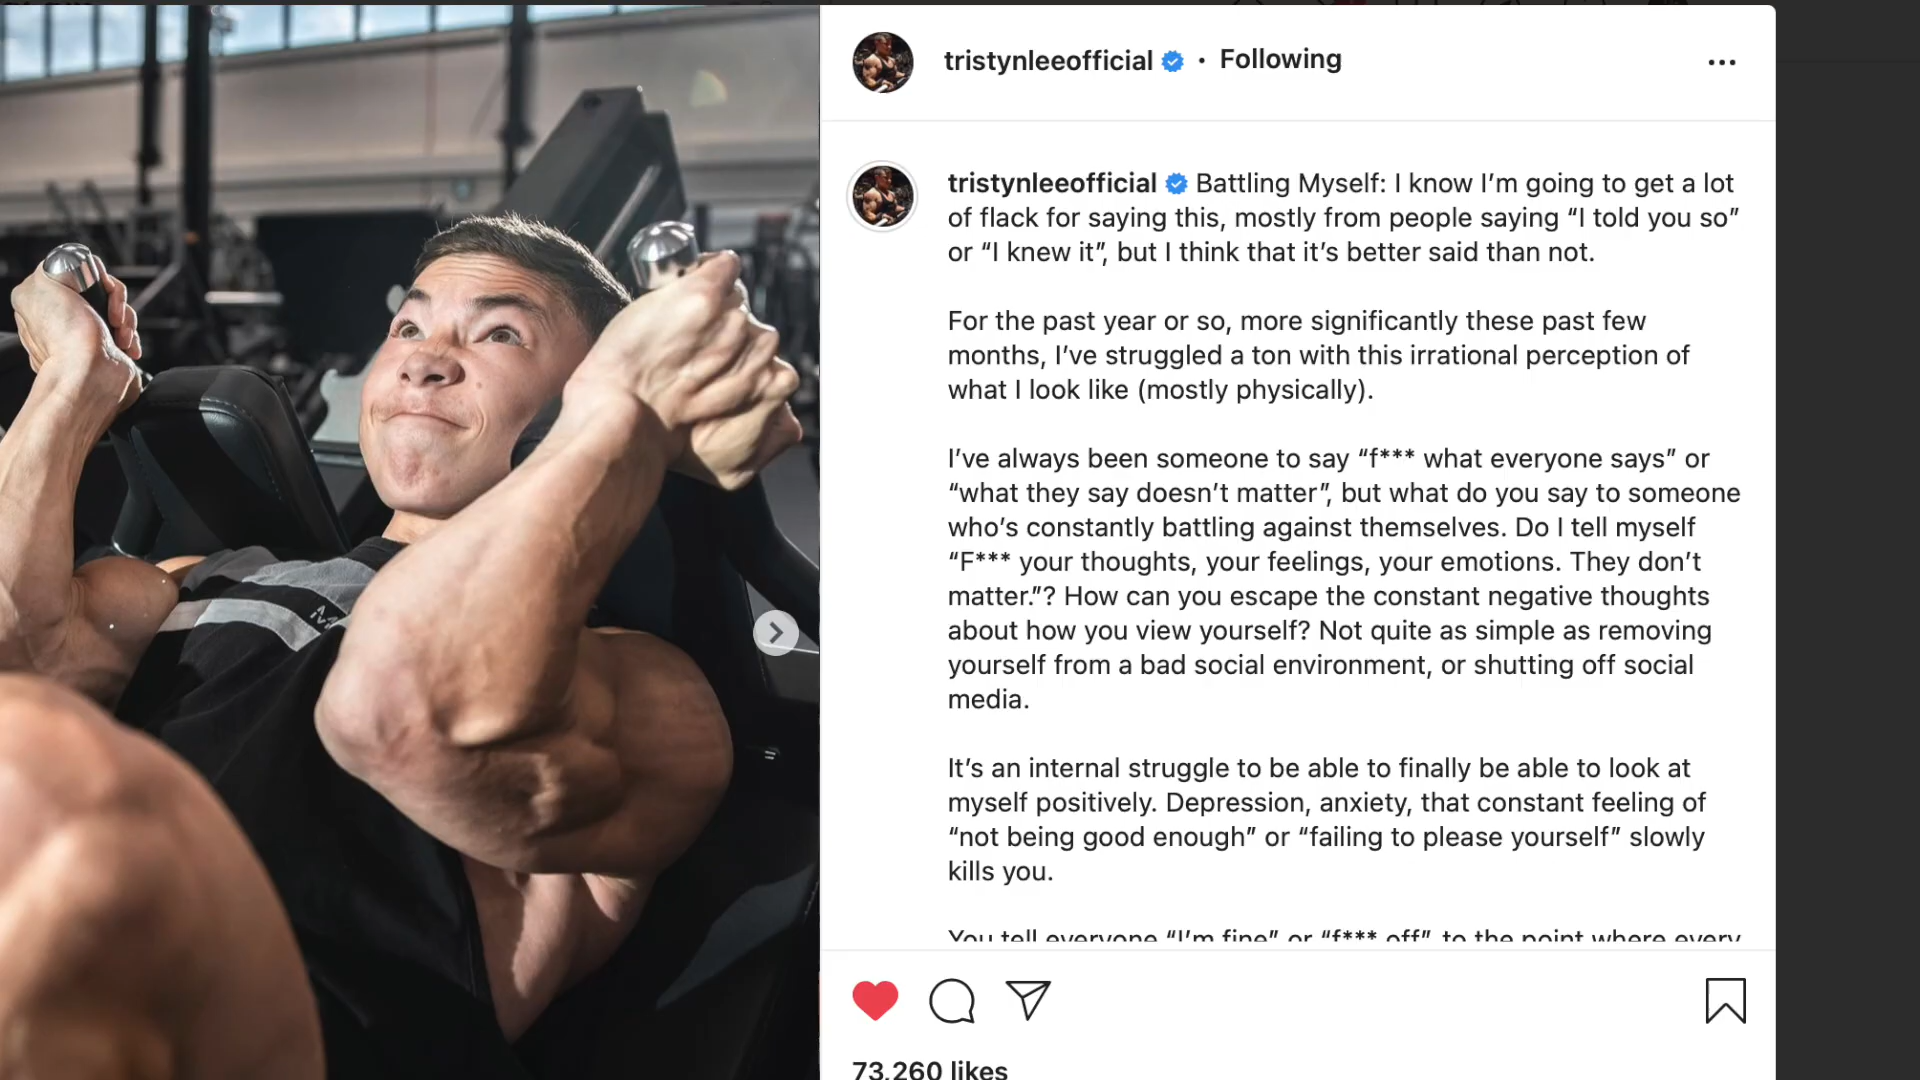 tristynleeofficial • Following
tristynleeofficial Battling Myself: I know I’m going to get a lot
of flack for saying this, mostly from people saying “I told you so”
or “I knew it”, but I think that it’s better said than not.
For the past year or so, more significantly these past few
months, I’ve struggled a ton with this irrational perception of
what I look like (mostly physically).
I’ve always been someone to say “f*** what everyone says” or
“what they say doesn’t matter”, but what do you say to someone
who’s constantly battling against themselves. Do I tell myself
“F*** your thoughts, your feelings, your emotions. They don’t
matter.”? How can you escape the constant negative thoughts
about how you view yourself? Not quite as simple as removing
yourself from a bad social environment, or shutting off social
media.
It’s an internal struggle to be able to finally be able to look at
myself positively. Depression, anxiety, that constant feeling of
“not being good enough” or “failing to please yourself” slowly
kills you.
You tell everyone “I’m fine” or “f*** off”, to the point where every
73,260 likes